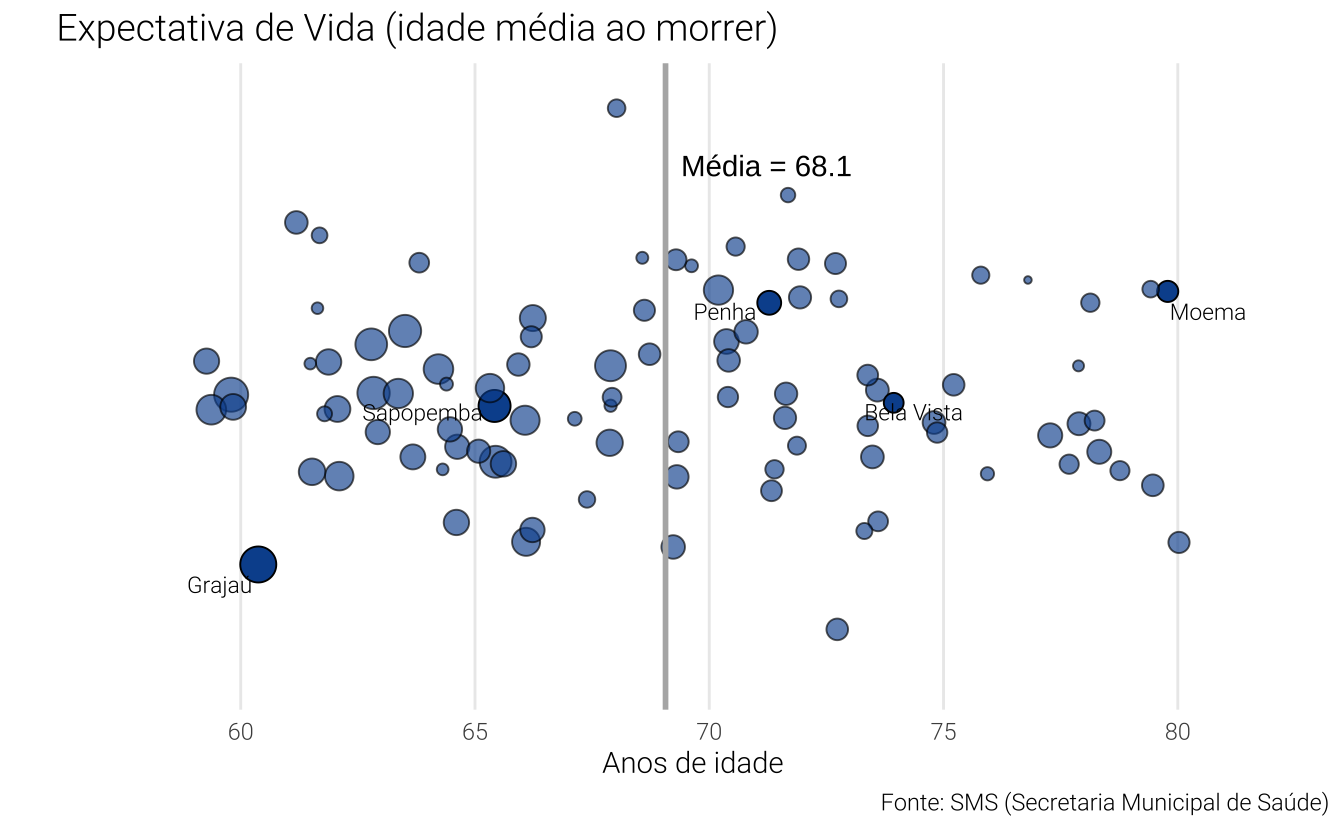 Expectativa de Vida (idade média ao morrer)
Média = 68.1
Penha
Moema
Sapopemba
Bela Vista
Grajaú
60 65 70 75 80
Anos de idade
Fonte: SMS (Secretaria Municipal de Saúde)